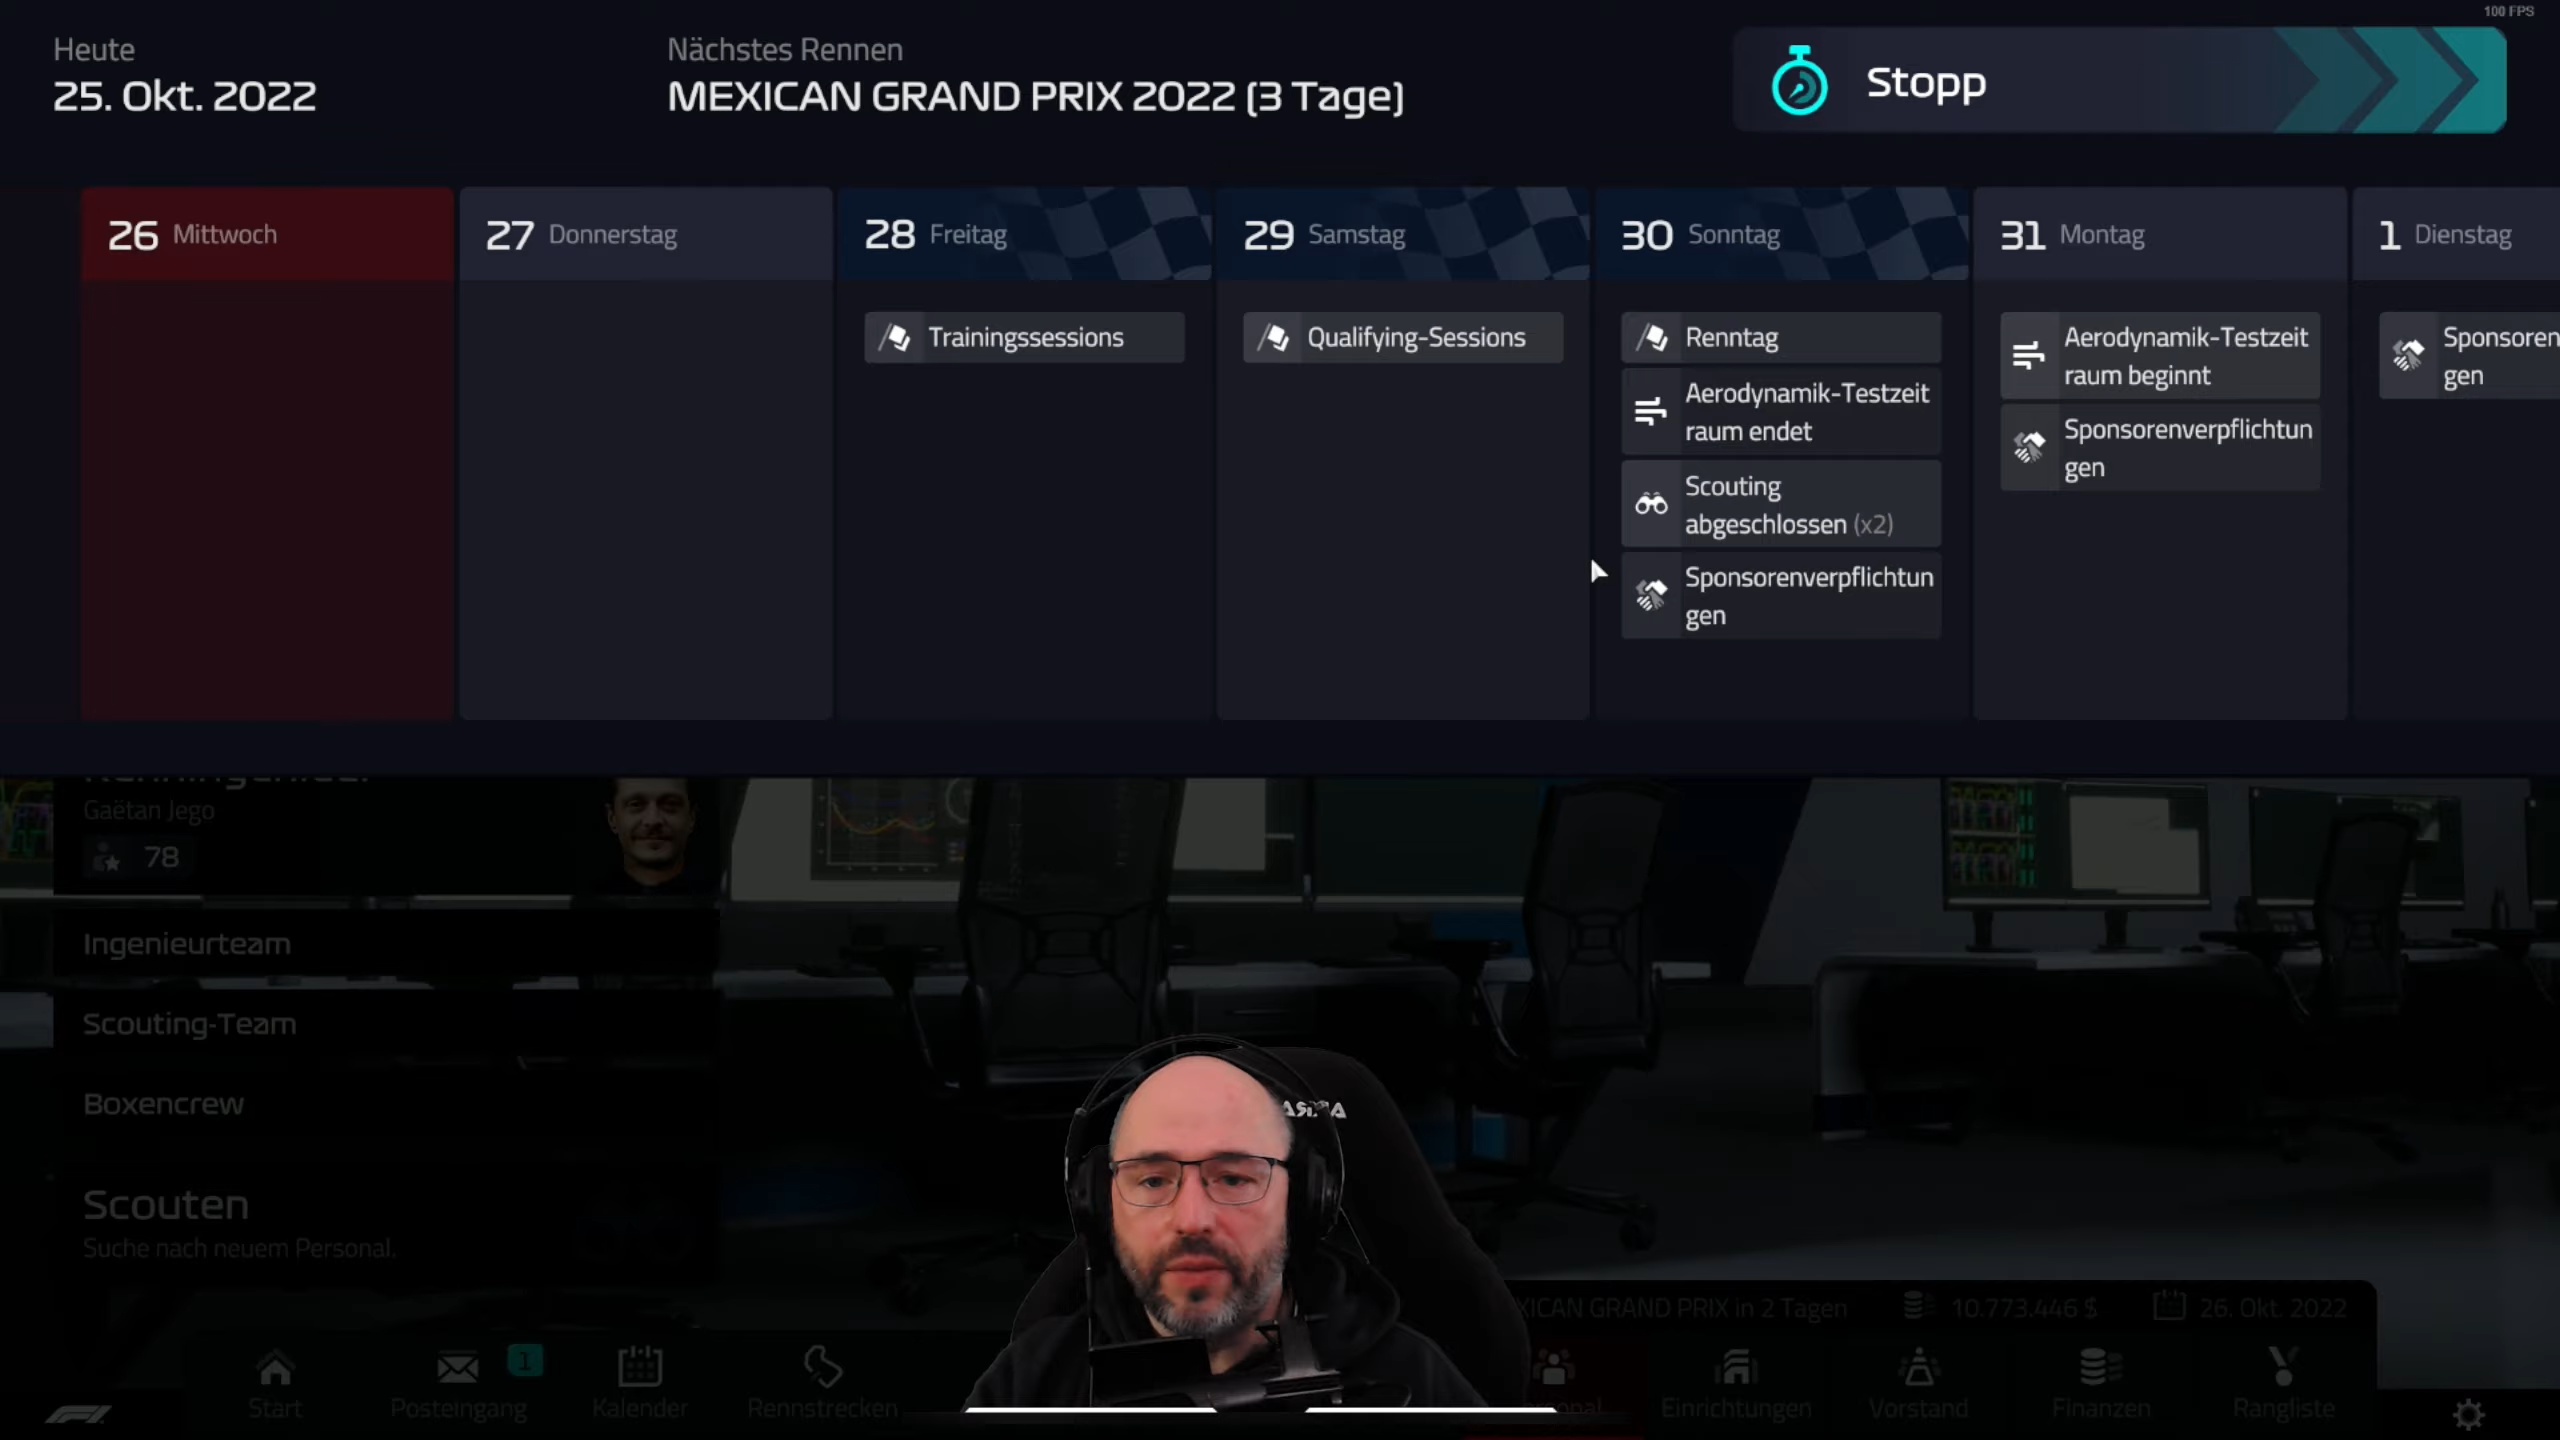 100 FPS
Heute
25. Okt. 2022
Nächstes Rennen
MEXICAN GRAND PRIX 2022 (3 Tage)
Stopp
26 Mittwoch
27 Donnerstag
28 Freitag
29 Samstag
30 Sonntag
31 Montag
1 Dienstag
Trainingssessions
Qualifying-Sessions
Renntag
Aerodynamik-Testzeit
raum endet
Scouting
abgeschlossen (x2)
Sponsorenverpflichtun
gen
Aerodynamik-Testzeit
raum beginnt
Sponsorenverpflichtun
gen
Sponsoren
gen
Gaëtan Jego
78
Ingenieurteam
Scouting-Team
Boxencrew
Scouten
Suche nach neuem Personal.
XICAN GRAND PRIX in 2 Tagen
10.773.446 $
26. Okt. 2022
Start
Posteingang
1
Kalender
Rennstrecken
rsonal
Einrichtungen
Vorstand
Finanzen
Rangliste